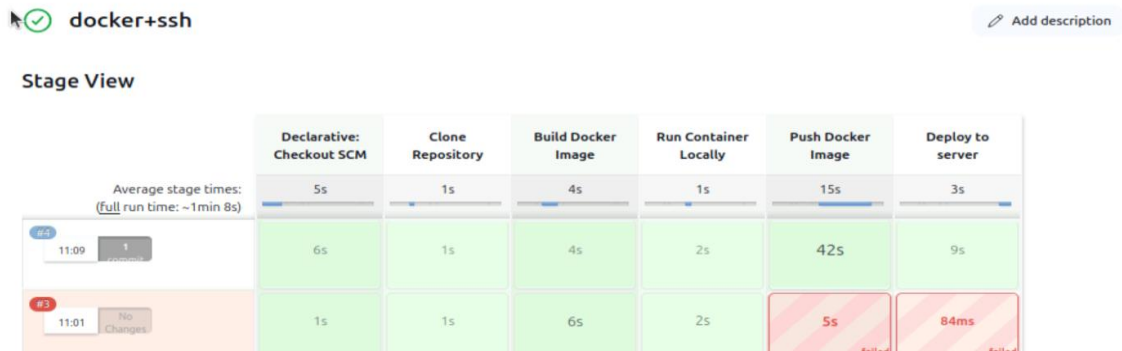 docker+ssh
Add description
Stage View
Declarative: Checkout SCM
Clone Repository
Build Docker Image
Run Container Locally
Push Docker Image
Deploy to server
Average stage times:
(full run time: ~1min 8s)
5s
1s
4s
1s
15s
3s
#4
11:09
1
commit
6s
1s
4s
2s
42s
9s
#3
11:01
No
Changes
1s
1s
6s
2s
5s
failed
84ms
failed